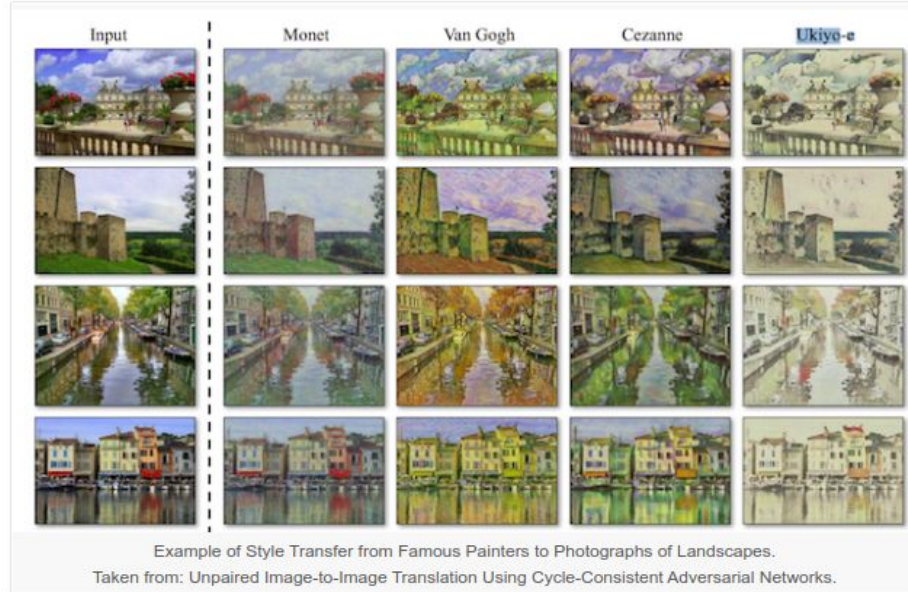 Input Monet Van Gogh Cezanne Ukiyo-e
Example of Style Transfer from Famous Painters to Photographs of Landscapes.
Taken from: Unpaired Image-to-Image Translation Using Cycle-Consistent Adversarial Networks.